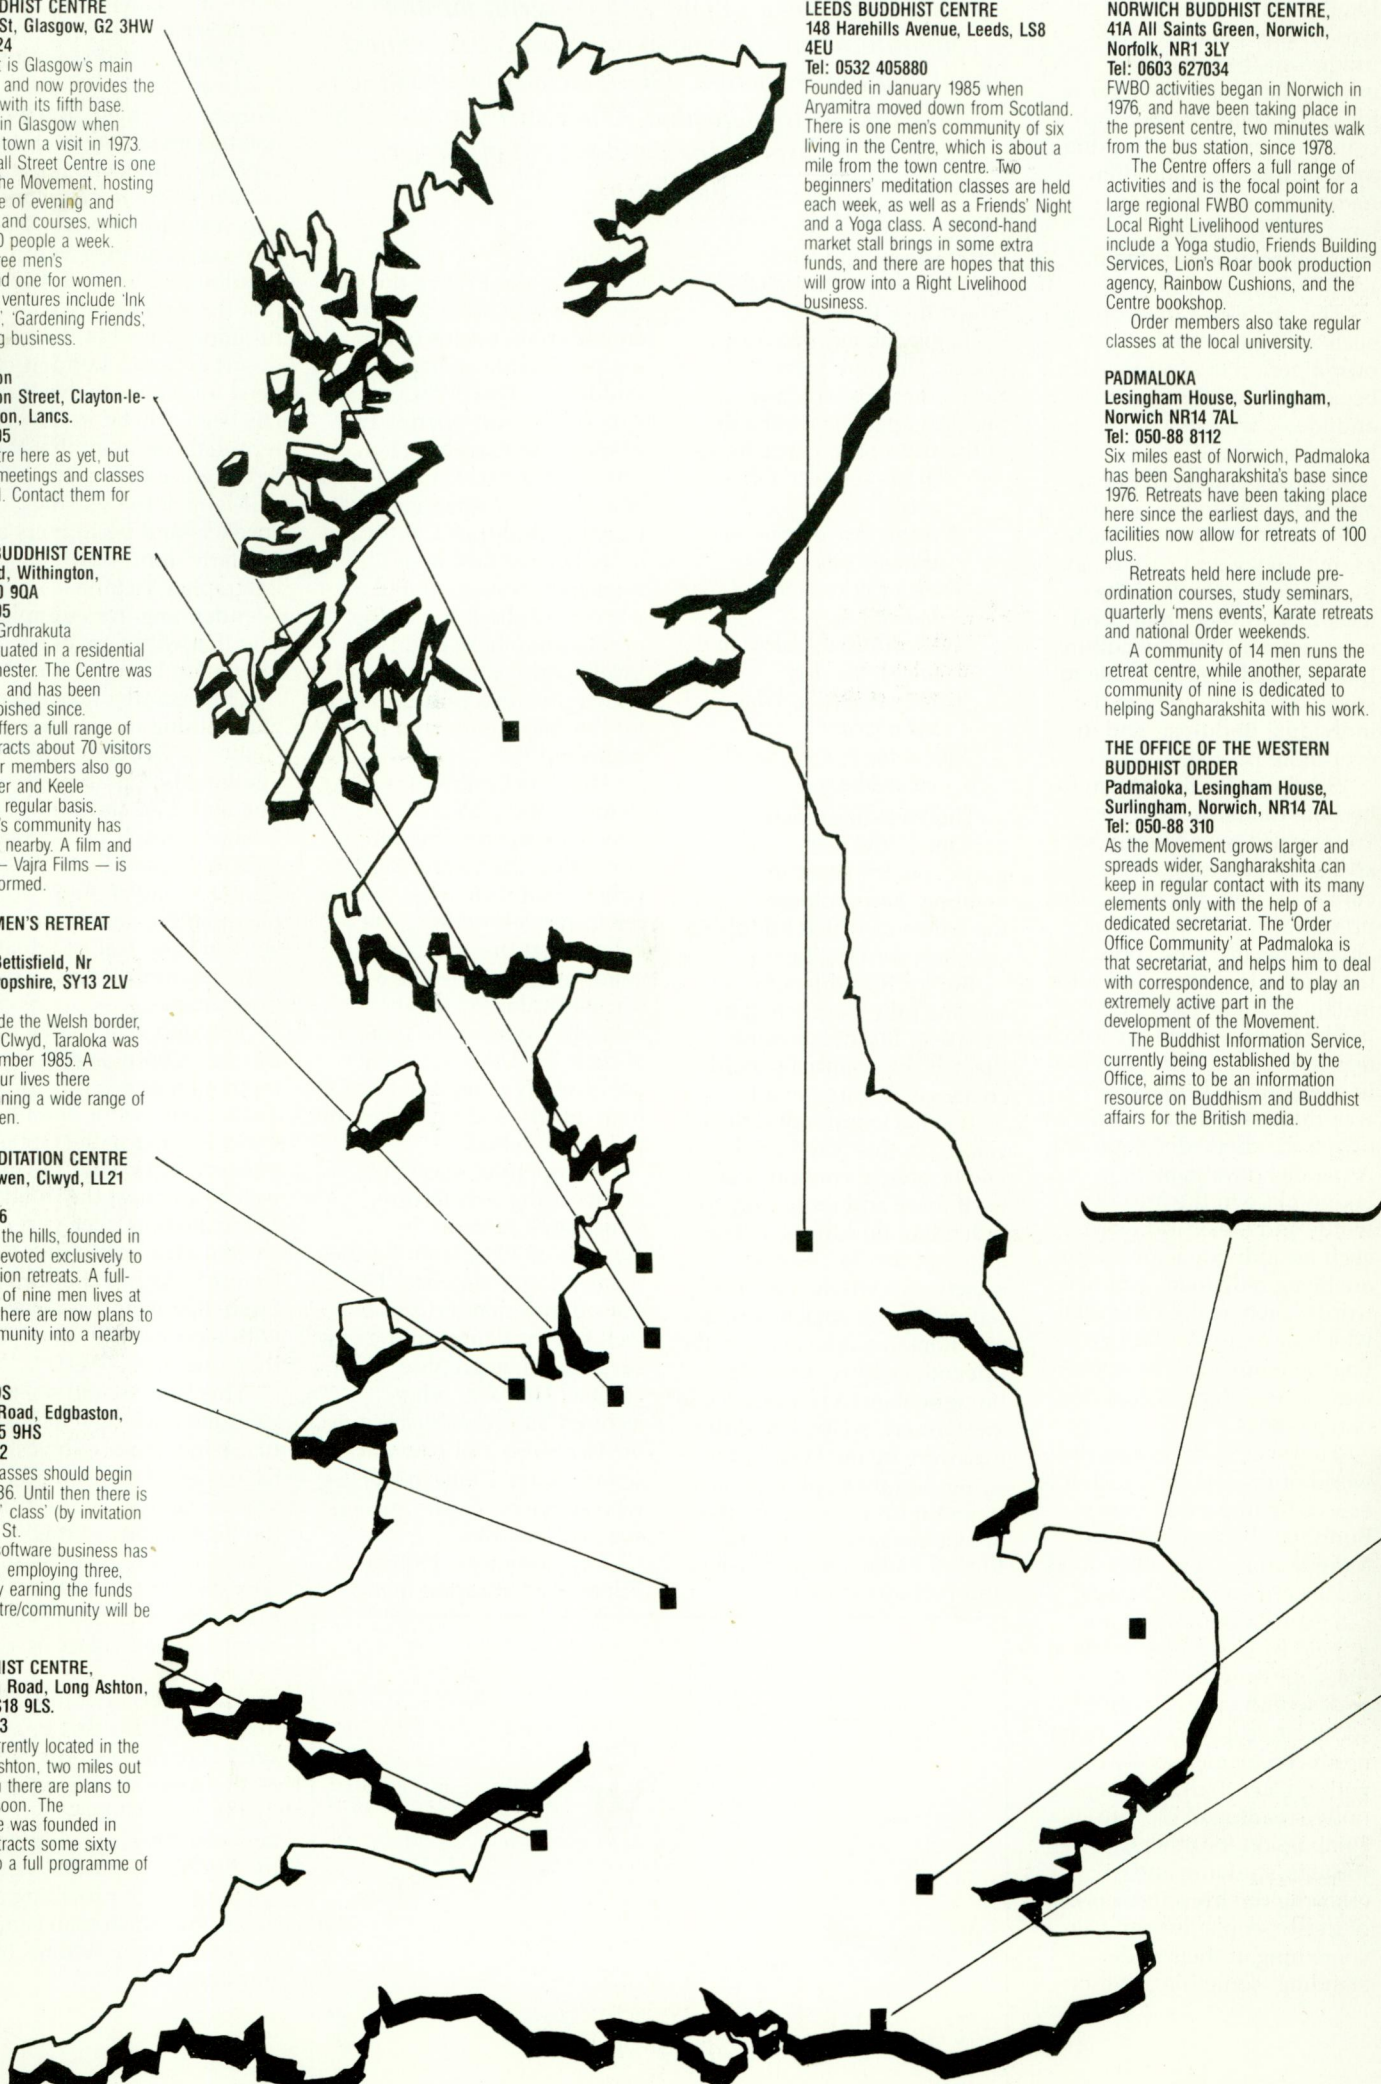 DHIST CENTRE
St, Glasgow, G2 3HW
24
is Glasgow's main
and now provides the
with its fifth base.
in Glasgow when
town a visit in 1973.
all Street Centre is one
he Movement, hosting
e of evening and
and courses, which
0 people a week.
ree men's
d one for women.
ventures include 'Ink
', 'Gardening Friends',
g business.
on
on Street, Clayton-le-
on, Lancs.
05
tre here as yet, but
meetings and classes
l. Contact them for
BUDDHIST CENTRE
d, Withington,
0 9QA
05
Grdhrakuta
uated in a residential
hester. The Centre was
and has been
bished since.
ffers a full range of
racts about 70 visitors
r members also go
er and Keele
regular basis.
's community has
nearby. A film and
– Vajra Films — is
ormed.
MEN'S RETREAT
Bettisfield, Nr
ropshire, SY13 2LV
de the Welsh border,
Clwyd, Taraloka was
mber 1985. A
ur lives there
nning a wide range of
en.
DITATION CENTRE
wen, Clwyd, LL21
6
the hills, founded in
evoted exclusively to
ion retreats. A full-
of nine men lives at
here are now plans to
munity into a nearby
DS
Road, Edgbaston,
5 9HS
2
asses should begin
86. Until then there is
' class' (by invitation
St.
oftware business has
employing three,
y earning the funds
tre/community will be
IST CENTRE,
Road, Long Ashton,
S18 9LS.
3
rently located in the
shton, two miles out
there are plans to
oon. The
e was founded in
tracts some sixty
o a full programme of
LEEDS BUDDHIST CENTRE
148 Harehills Avenue, Leeds, LS8
4EU
Tel: 0532 405880
Founded in January 1985 when
Aryamitra moved down from Scotland.
There is one men's community of six
living in the Centre, which is about a
mile from the town centre. Two
beginners' meditation classes are held
each week, as well as a Friends' Night
and a Yoga class. A second-hand
market stall brings in some extra
funds, and there are hopes that this
will grow into a Right Livelihood
business.
NORWICH BUDDHIST CENTRE,
41A All Saints Green, Norwich,
Norfolk, NR1 3LY
Tel: 0603 627034
FWBO activities began in Norwich in
1976, and have been taking place in
the present centre, two minutes walk
from the bus station, since 1978.
The Centre offers a full range of
activities and is the focal point for a
large regional FWBO community.
Local Right Livelihood ventures
include a Yoga studio, Friends Building
Services, Lion's Roar book production
agency, Rainbow Cushions, and the
Centre bookshop.
Order members also take regular
classes at the local university.
PADMALOKA
Lesingham House, Surlingham,
Norwich NR14 7AL
Tel: 050-88 8112
Six miles east of Norwich, Padmaloka
has been Sangharakshita's base since
1976. Retreats have been taking place
here since the earliest days, and the
facilities now allow for retreats of 100
plus.
Retreats held here include pre-
ordination courses, study seminars,
quarterly 'mens events', Karate retreats
and national Order weekends.
A community of 14 men runs the
retreat centre, while another, separate
community of nine is dedicated to
helping Sangharakshita with his work.
THE OFFICE OF THE WESTERN
BUDDHIST ORDER
Padmaloka, Lesingham House,
Surlingham, Norwich, NR14 7AL
Tel: 050-88 310
As the Movement grows larger and
spreads wider, Sangharakshita can
keep in regular contact with its many
elements only with the help of a
dedicated secretariat. The 'Order
Office Community' at Padmaloka is
that secretariat, and helps him to deal
with correspondence, and to play an
extremely active part in the
development of the Movement.
The Buddhist Information Service,
currently being established by the
Office, aims to be an information
resource on Buddhism and Buddhist
affairs for the British media.